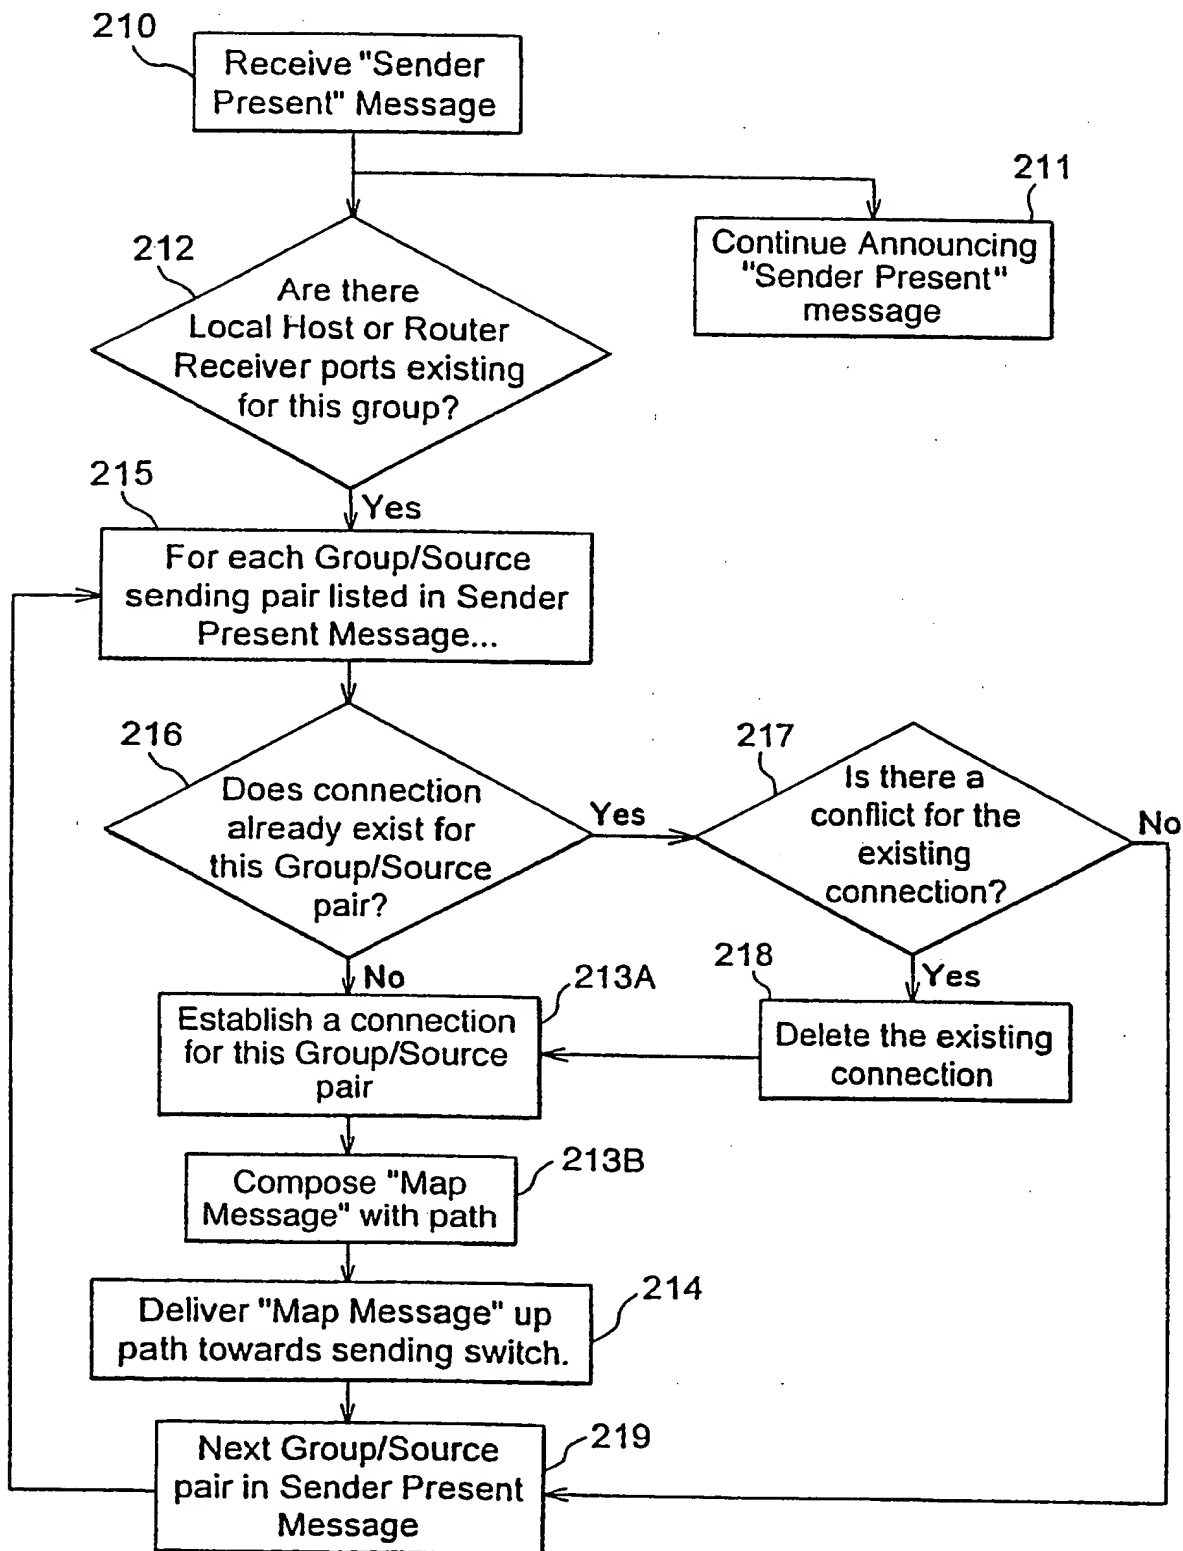 210
Receive "Sender
Present" Message
211
Continue Announcing
"Sender Present"
message
212
Are there
Local Host or Router
Receiver ports existing
for this group?
Yes
215
For each Group/Source
sending pair listed in Sender
Present Message...
216
Does connection
already exist for
this Group/Source
pair?
Yes
217
Is there a
conflict for the
existing
connection?
No
No
213A
Establish a connection
for this Group/Source
pair
218
Yes
Delete the existing
connection
213B
Compose "Map
Message" with path
214
Deliver "Map Message" up
path towards sending switch.
219
Next Group/Source
pair in Sender Present
Message